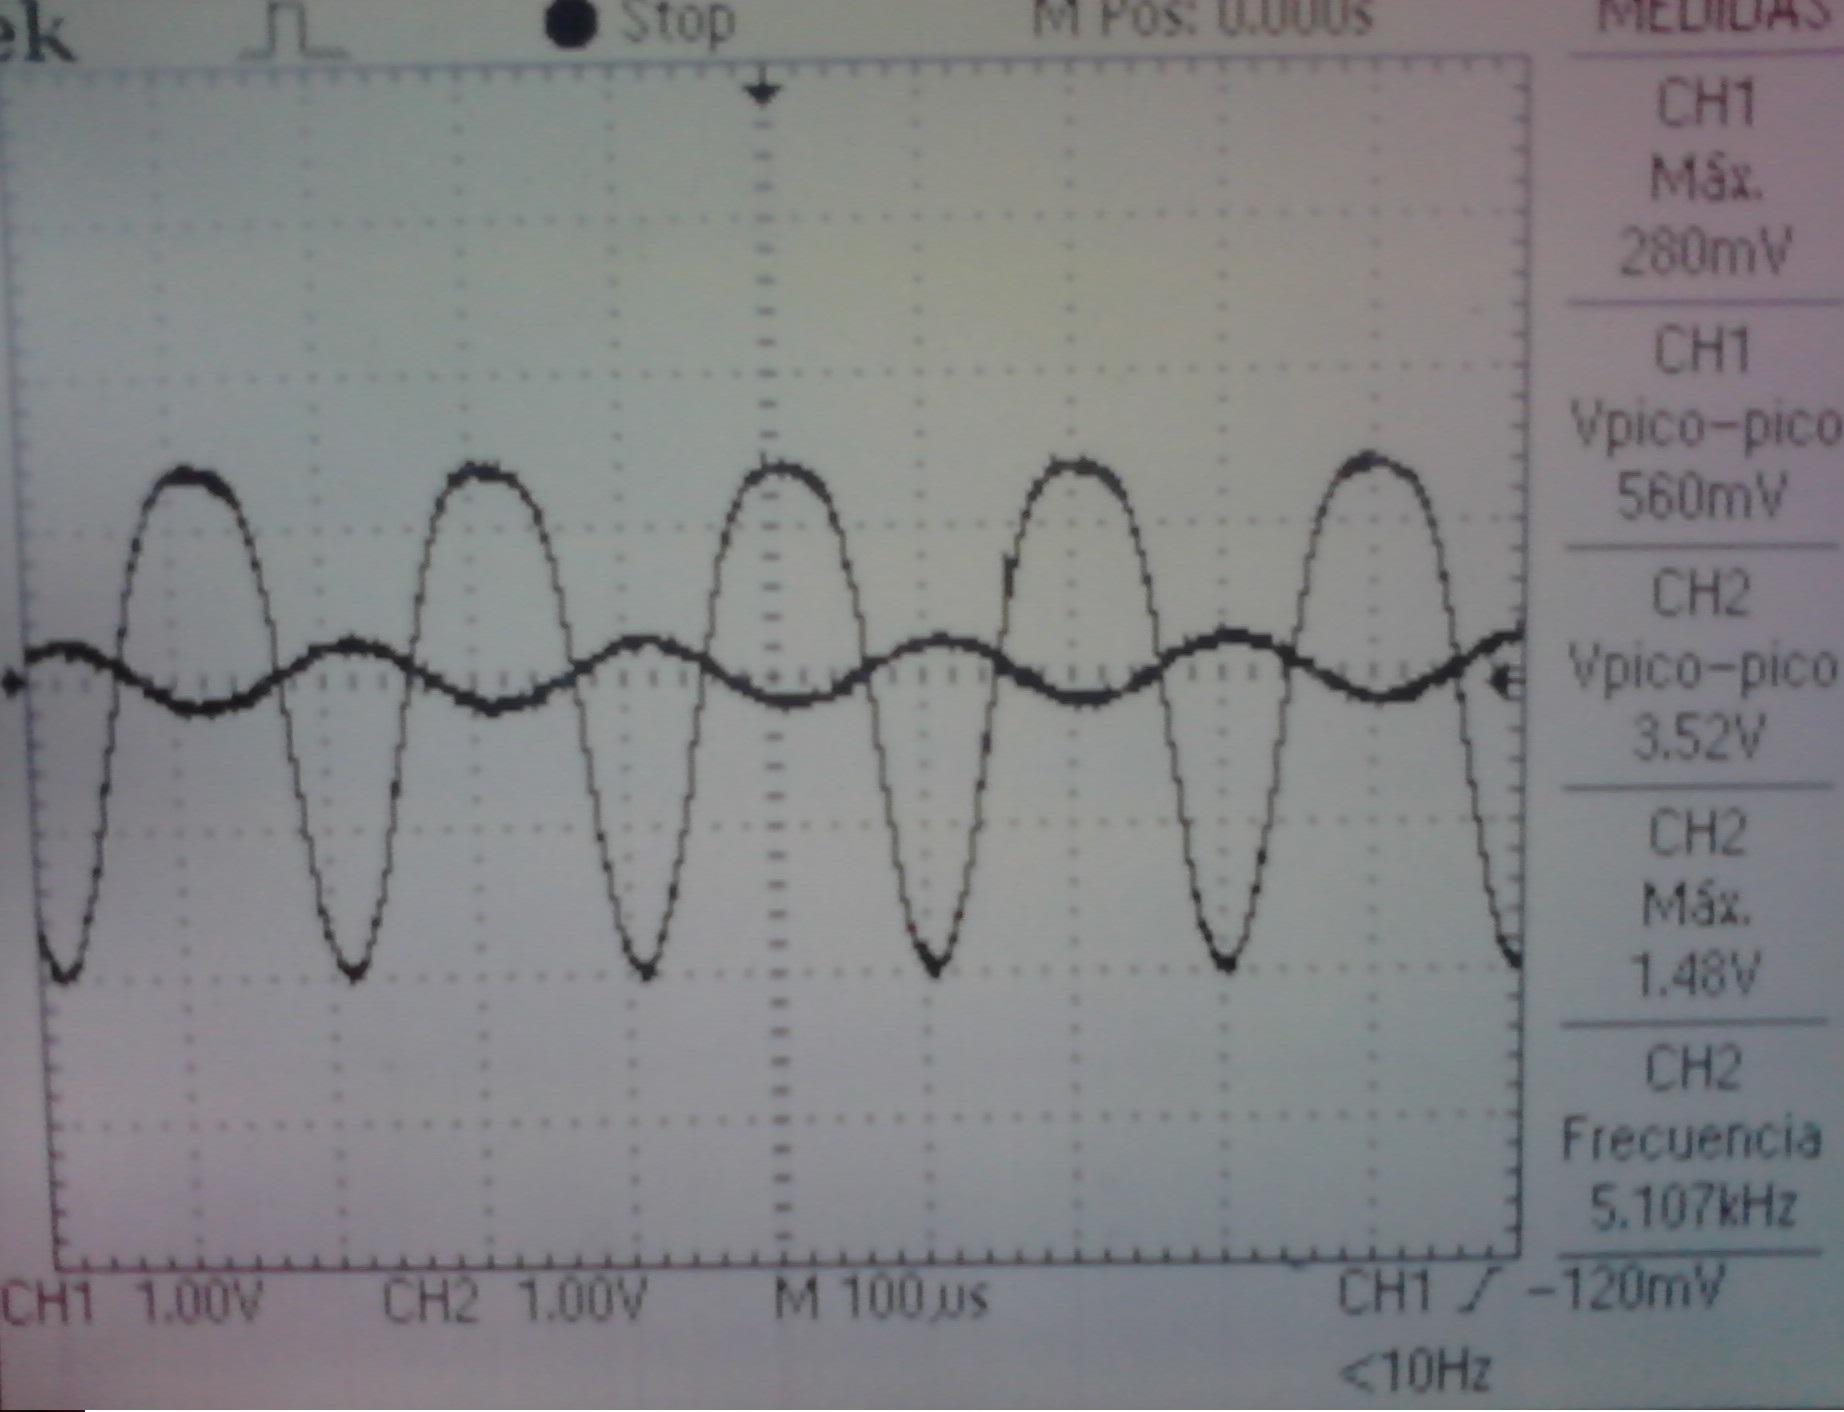 ek Stop M Pos: 0.000s MEDIDAS
CH1
Máx.
280mV
CH1
Vpico-pico
560mV
CH2
Vpico-pico
3.52V
CH2
Máx.
1.48V
CH2
Frecuencia
5.107kHz
CH1 1.00V CH2 1.00V M 100µs CH1 -120mV
<10Hz